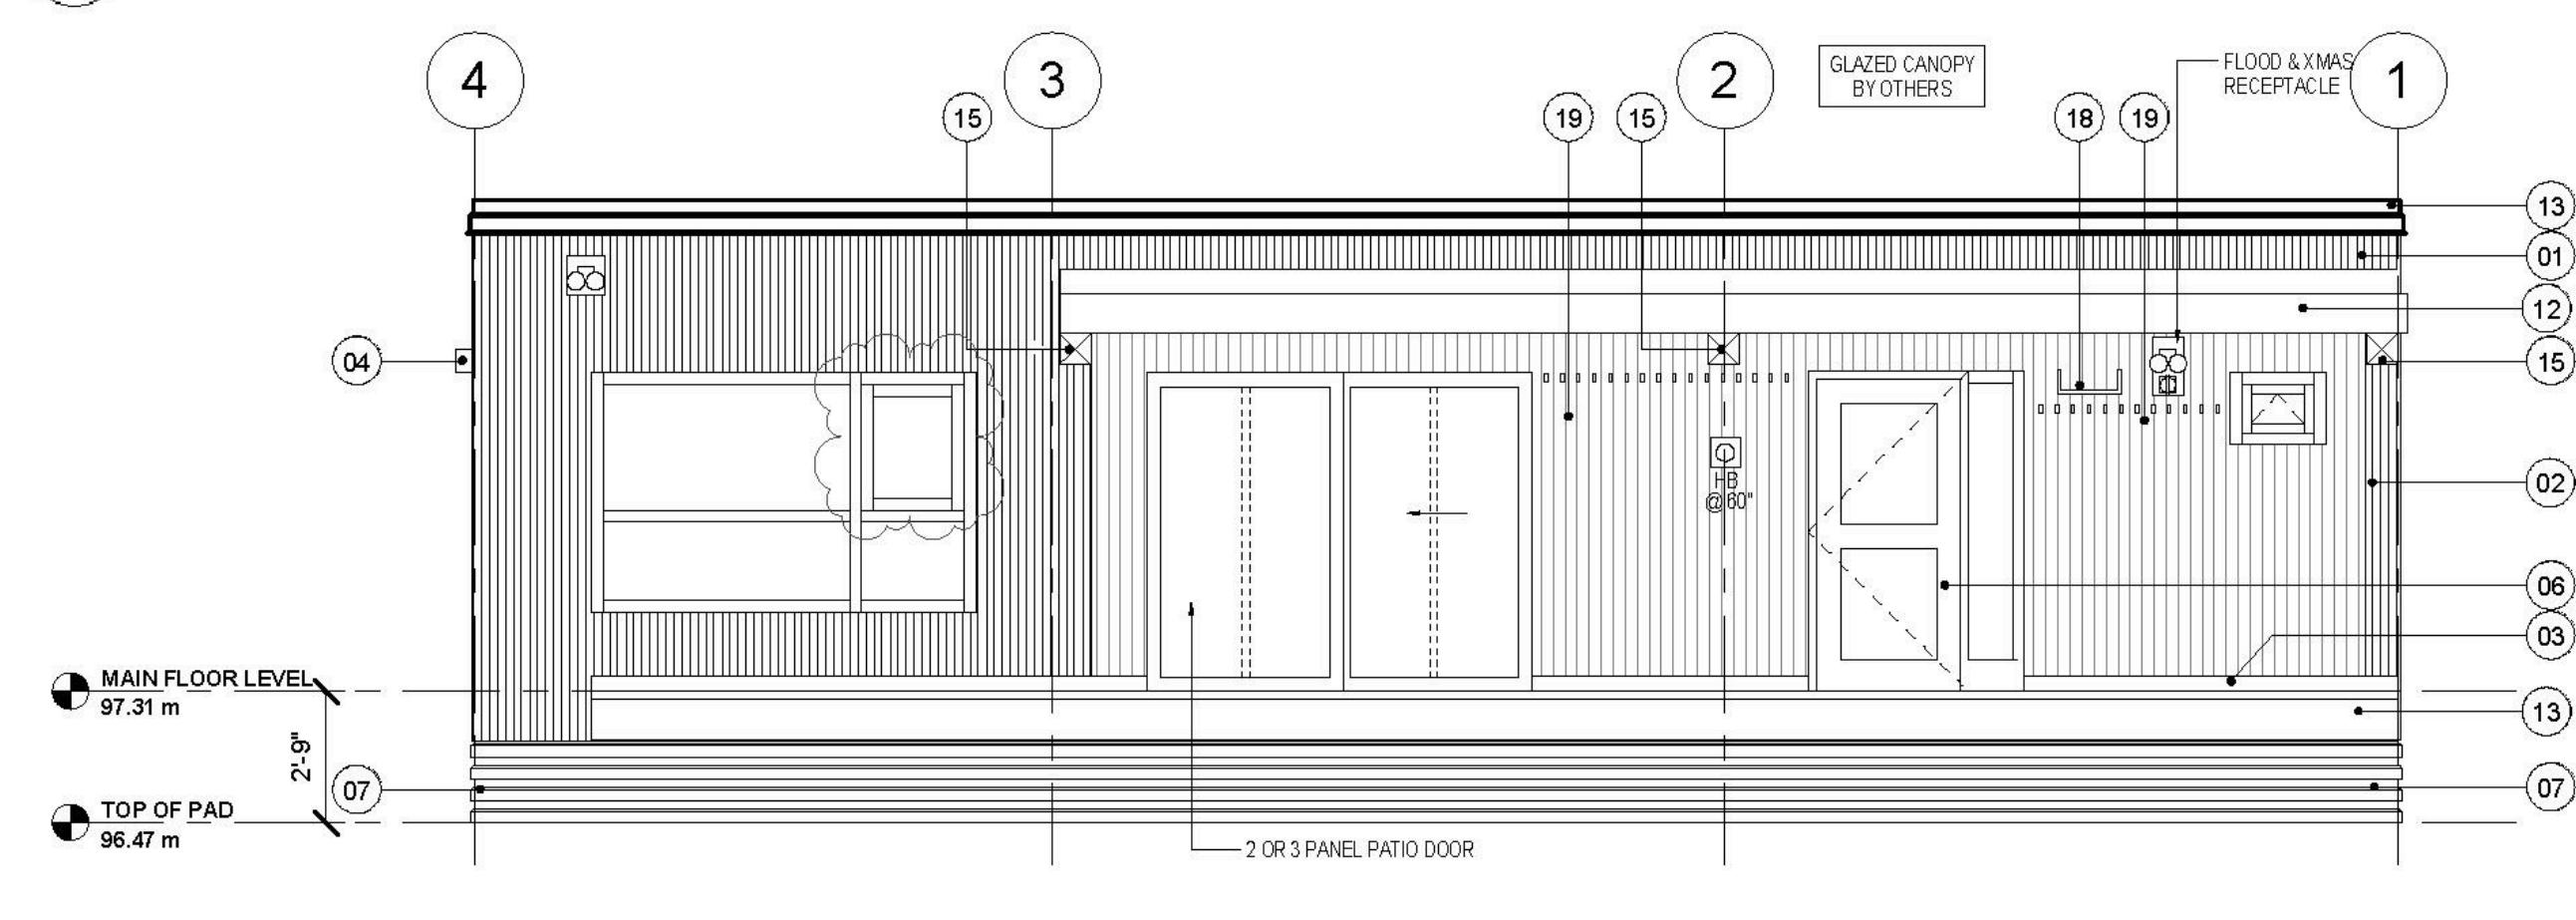 4
3
2
1
GLAZED CANOPY
BY OTHERS
FLOOD & XMAS
RECEPTACLE
15
19
15
18
19
13
01
12
04
15
02
HB
@ 60"
06
03
MAIN FLOOR LEVEL
97.31 m
13
2'-9"
07
07
TOP OF PAD
96.47 m
2 OR 3 PANEL PATIO DOOR